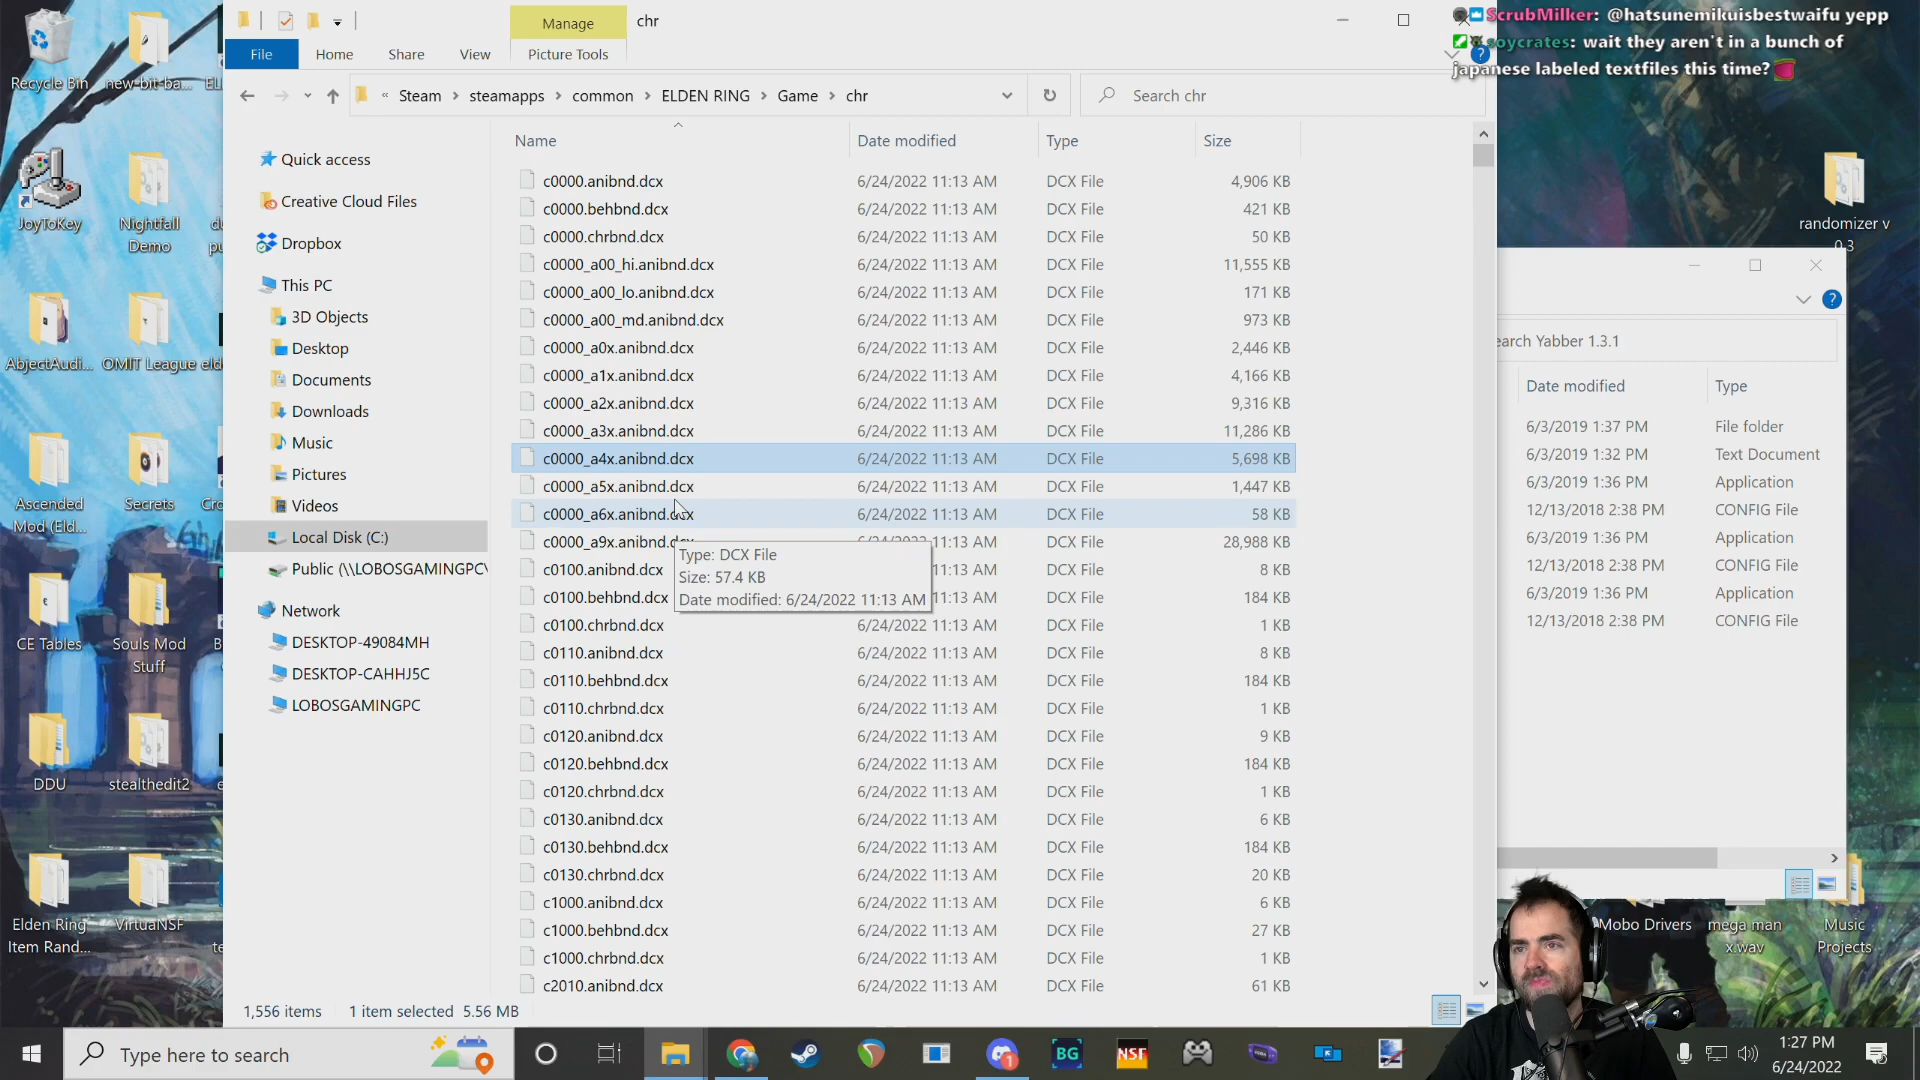 Manage
chr
File
Home
Share
View
Picture Tools
« Steam > steamapps > common > ELDEN RING > Game > chr
Search chr
Name
Date modified
Type
Size
Quick access
Creative Cloud Files
Dropbox
This PC
3D Objects
Desktop
Documents
Downloads
Music
Pictures
Videos
Local Disk (C:)
Public (\\LOBOSGAMINGPC\
Network
DESKTOP-49084MH
DESKTOP-CAHHJ5C
LOBOSGAMINGPC
c0000.anibnd.dcx 6/24/2022 11:13 AM DCX File 4,906 KB
c0000.behbnd.dcx 6/24/2022 11:13 AM DCX File 421 KB
c0000.chrbnd.dcx 6/24/2022 11:13 AM DCX File 50 KB
c0000_a00_hi.anibnd.dcx 6/24/2022 11:13 AM DCX File 11,555 KB
c0000_a00_lo.anibnd.dcx 6/24/2022 11:13 AM DCX File 171 KB
c0000_a00_md.anibnd.dcx 6/24/2022 11:13 AM DCX File 973 KB
c0000_a0x.anibnd.dcx 6/24/2022 11:13 AM DCX File 2,446 KB
c0000_a1x.anibnd.dcx 6/24/2022 11:13 AM DCX File 4,166 KB
c0000_a2x.anibnd.dcx 6/24/2022 11:13 AM DCX File 9,316 KB
c0000_a3x.anibnd.dcx 6/24/2022 11:13 AM DCX File 11,286 KB
c0000_a4x.anibnd.dcx 6/24/2022 11:13 AM DCX File 5,698 KB
c0000_a5x.anibnd.dcx 6/24/2022 11:13 AM DCX File 1,447 KB
c0000_a6x.anibnd.dcx 6/24/2022 11:13 AM DCX File 58 KB
c0000_a9x.anibnd.dcx 6/24/2022 11:13 AM DCX File 28,988 KB
Type: DCX File
Size: 57.4 KB
Date modified: 6/24/2022 11:13 AM
c0100.anibnd.dcx 6/24/2022 11:13 AM DCX File 8 KB
c0100.behbnd.dcx 6/24/2022 11:13 AM DCX File 184 KB
c0100.chrbnd.dcx 6/24/2022 11:13 AM DCX File 1 KB
c0110.anibnd.dcx 6/24/2022 11:13 AM DCX File 8 KB
c0110.behbnd.dcx 6/24/2022 11:13 AM DCX File 184 KB
c0110.chrbnd.dcx 6/24/2022 11:13 AM DCX File 1 KB
c0120.anibnd.dcx 6/24/2022 11:13 AM DCX File 9 KB
c0120.behbnd.dcx 6/24/2022 11:13 AM DCX File 184 KB
c0120.chrbnd.dcx 6/24/2022 11:13 AM DCX File 1 KB
c0130.anibnd.dcx 6/24/2022 11:13 AM DCX File 6 KB
c0130.behbnd.dcx 6/24/2022 11:13 AM DCX File 184 KB
c0130.chrbnd.dcx 6/24/2022 11:13 AM DCX File 20 KB
c1000.anibnd.dcx 6/24/2022 11:13 AM DCX File 6 KB
c1000.behbnd.dcx 6/24/2022 11:13 AM DCX File 27 KB
c1000.chrbnd.dcx 6/24/2022 11:13 AM DCX File 1 KB
c2010.anibnd.dcx 6/24/2022 11:13 AM DCX File 61 KB
1,556 items
1 item selected 5.56 MB
ScrubMilker: @hatsunemikuisbestwaifu yepp
soycrates: wait they aren't in a bunch of
japanese labeled textfiles this time?
randomizer v
0.3
earch Yabber 1.3.1
Date modified
Type
6/3/2019 1:37 PM File folder
6/3/2019 1:32 PM Text Document
6/3/2019 1:36 PM Application
12/13/2018 2:38 PM CONFIG File
6/3/2019 1:36 PM Application
12/13/2018 2:38 PM CONFIG File
6/3/2019 1:36 PM Application
12/13/2018 2:38 PM CONFIG File
Mobo Drivers
mega man
x.wav
Music
Projects
Recycle Bin
new-bit-ba...
JoyToKey
Nightfall
Demo
AbjectAudi...
OMIT League
eld
Ascended
Mod (Eld...
Secrets
Cro
CE Tables
Souls Mod
Stuff
DDU
stealthedit2
Elden Ring
Item Rand...
VirtuaNSF
Type here to search
BG
NSF
1
1:27 PM
6/24/2022